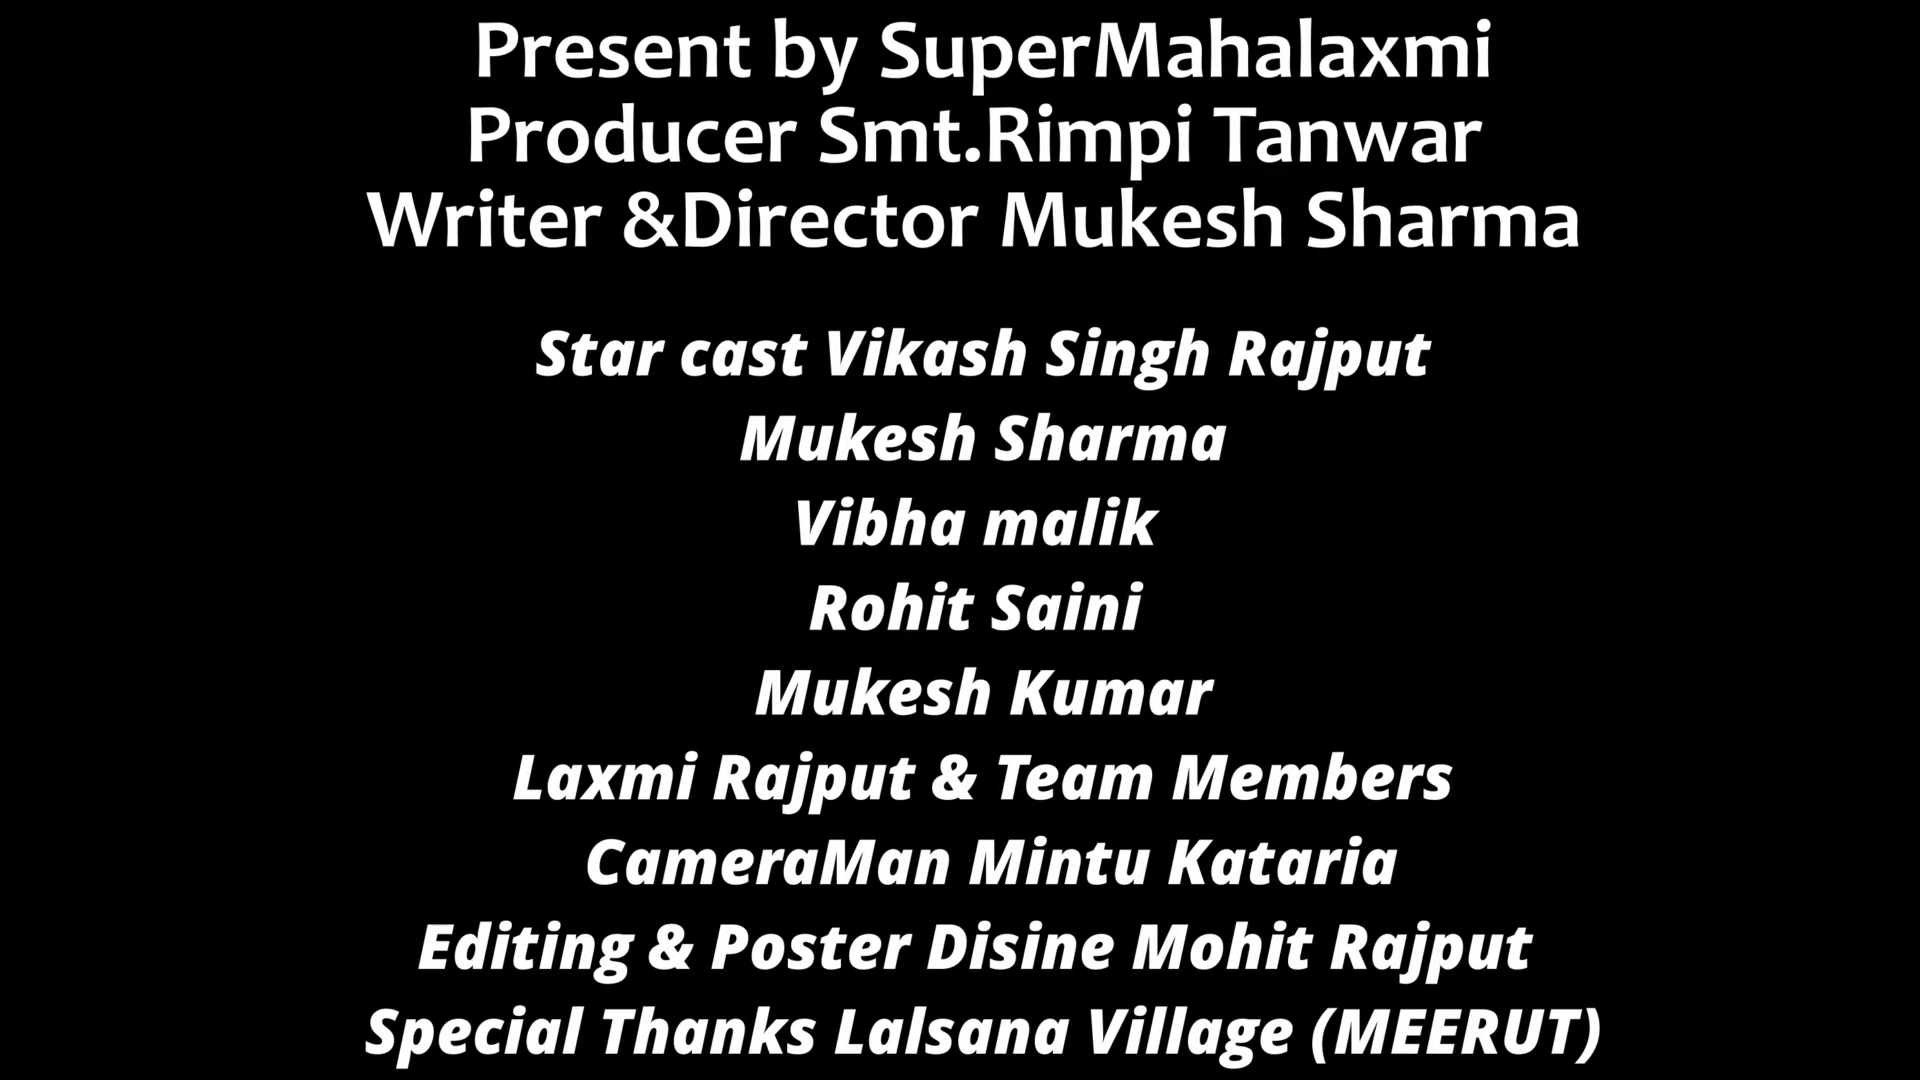 Present by SuperMahalaxmi
Producer Smt.Rimpi Tanwar
Writer &Director Mukesh Sharma
Star cast Vikash Singh Rajput
Mukesh Sharma
Vibha malik
Rohit Saini
Mukesh Kumar
Laxmi Rajput & Team Members
CameraMan Mintu Kataria
Editing & Poster Disine Mohit Rajput
Special Thanks Lalsana Village (MEERUT)